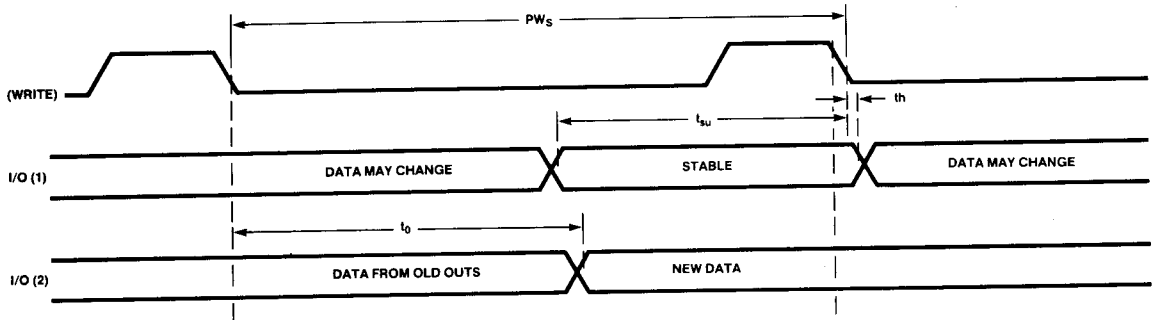 PWS
(WRITE)
th
tsu
I/O (1)
DATA MAY CHANGE
STABLE
DATA MAY CHANGE
t0
I/O (2)
DATA FROM OLD OUTS
NEW DATA